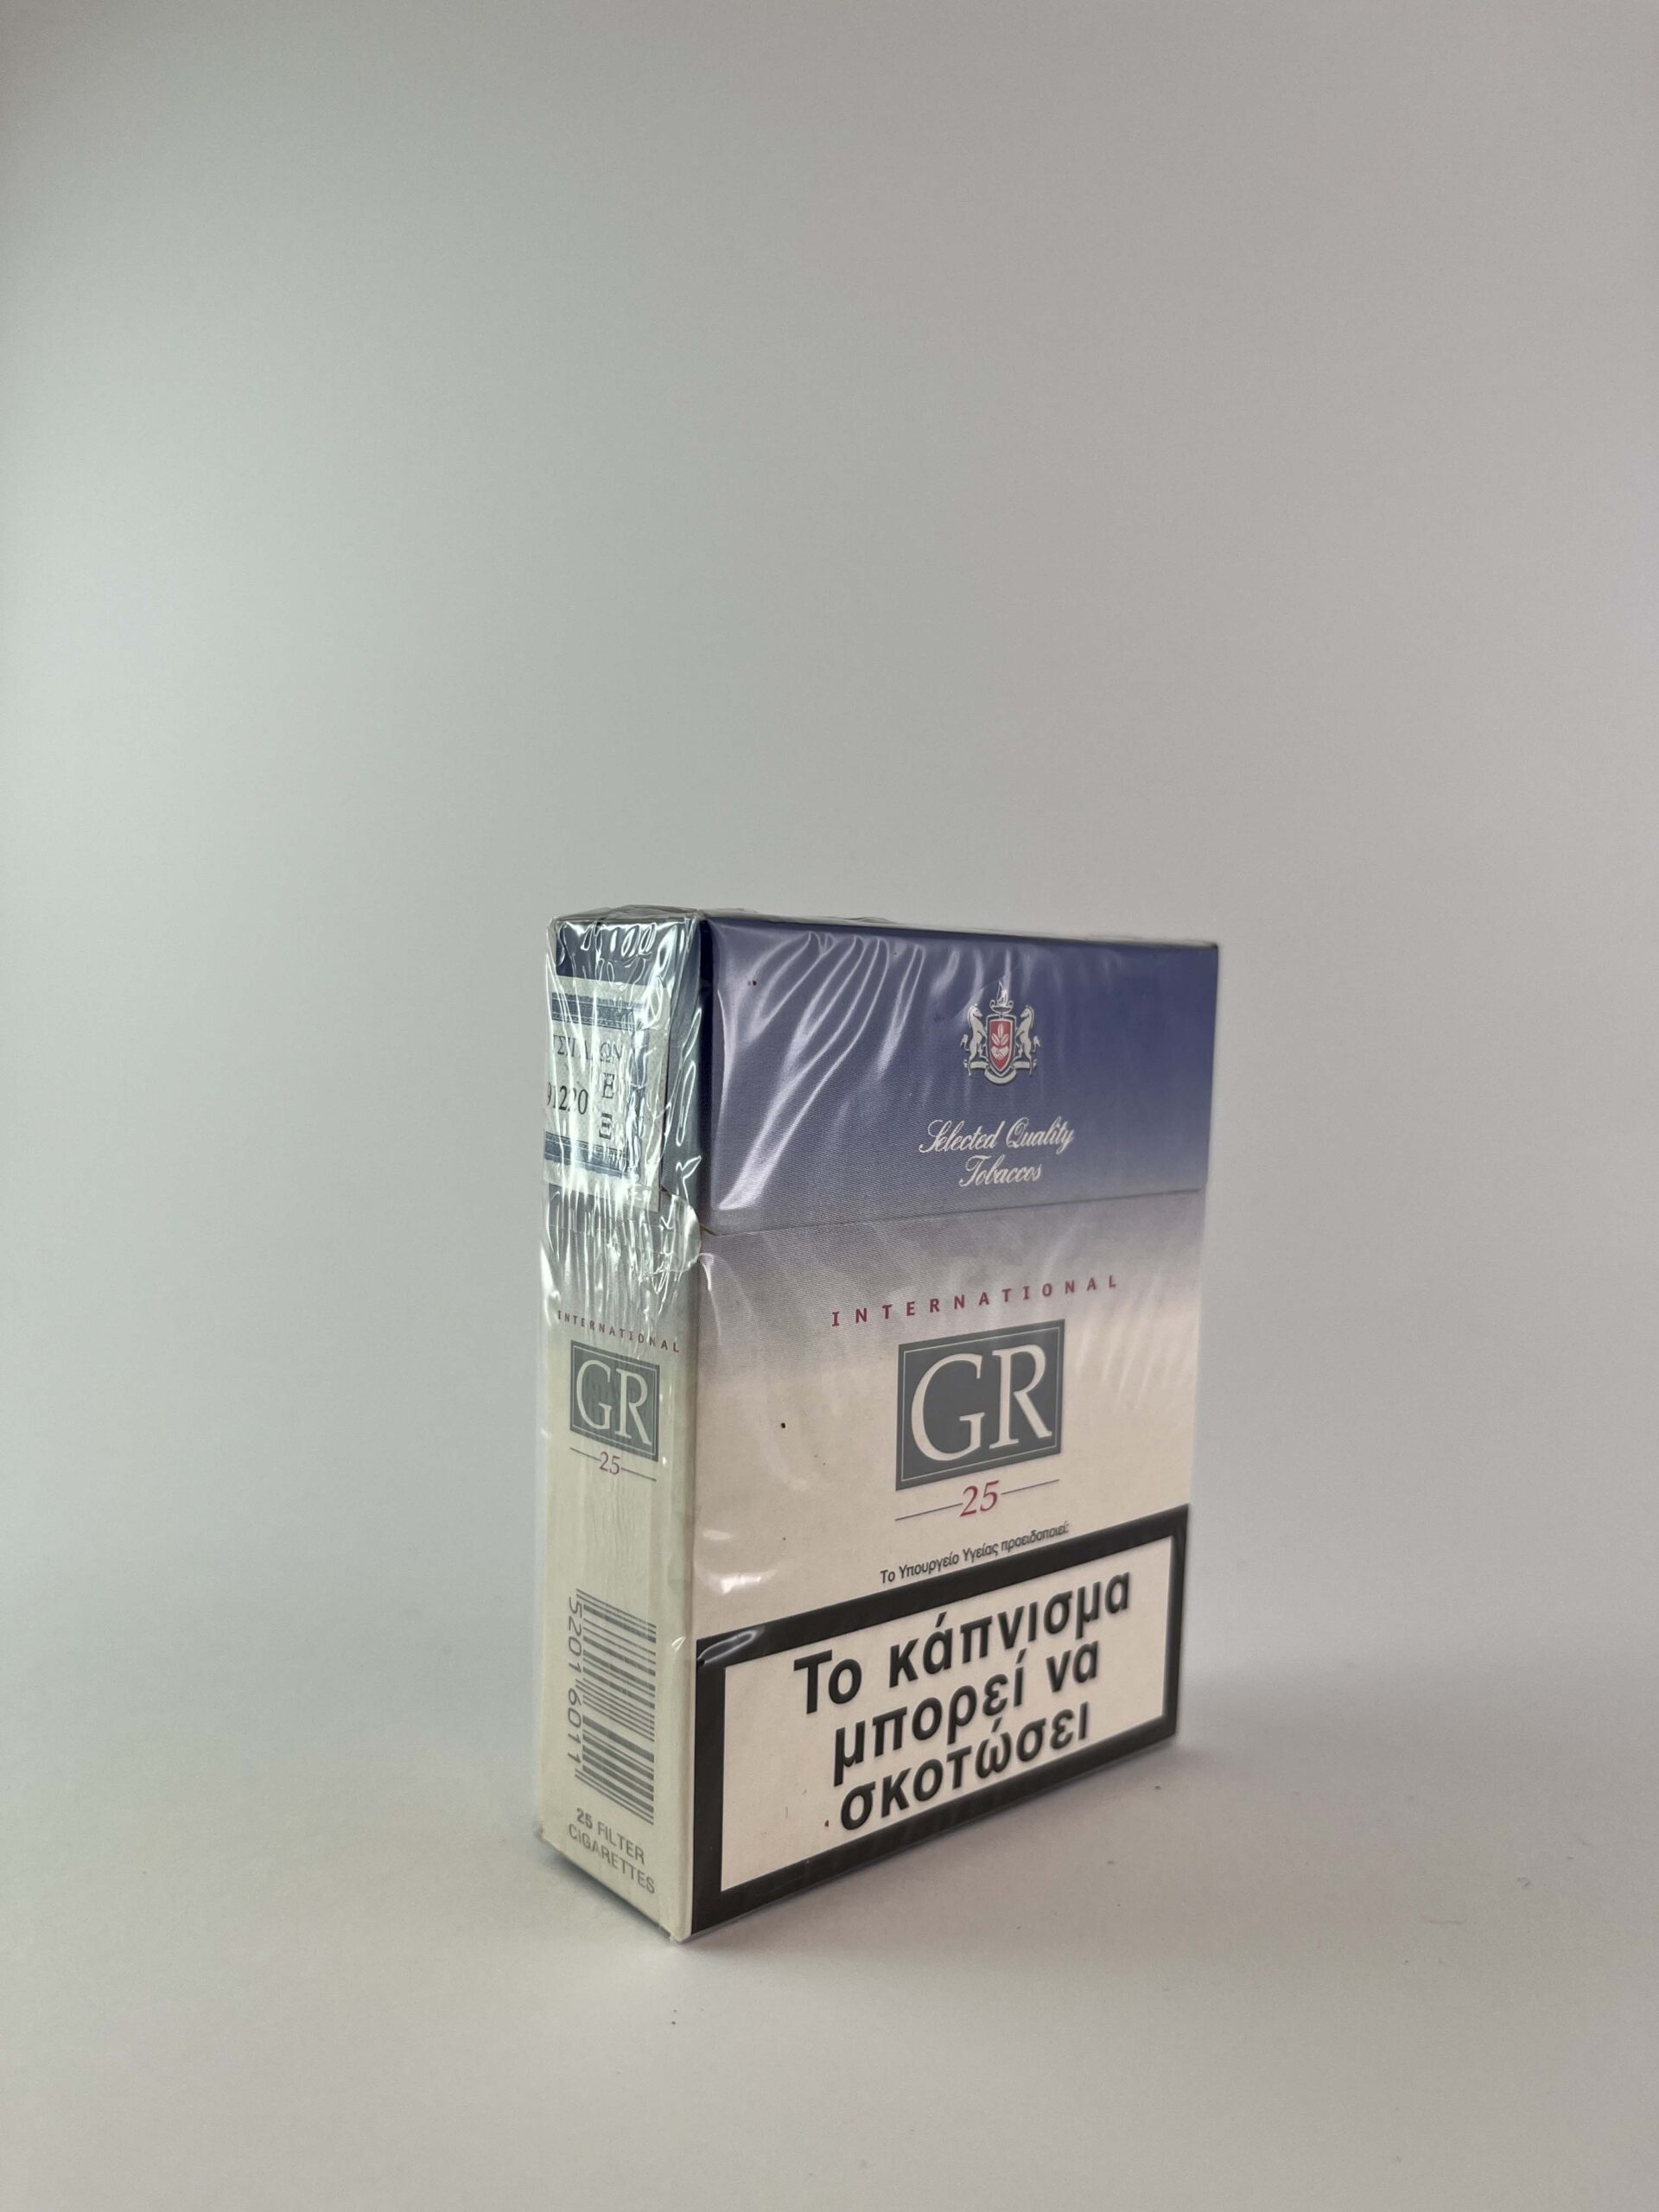 Selected Quality
Tobaccos
INTERNATIONAL
GR
25
Το Υπουργείο Υγείας προειδοποιεί:
Το κάπνισμα
μπορεί να
σκοτώσει
Ε
Ξ
INTERNATIONAL
GR
25
5201 6011
25 FILTER
CIGARETTES